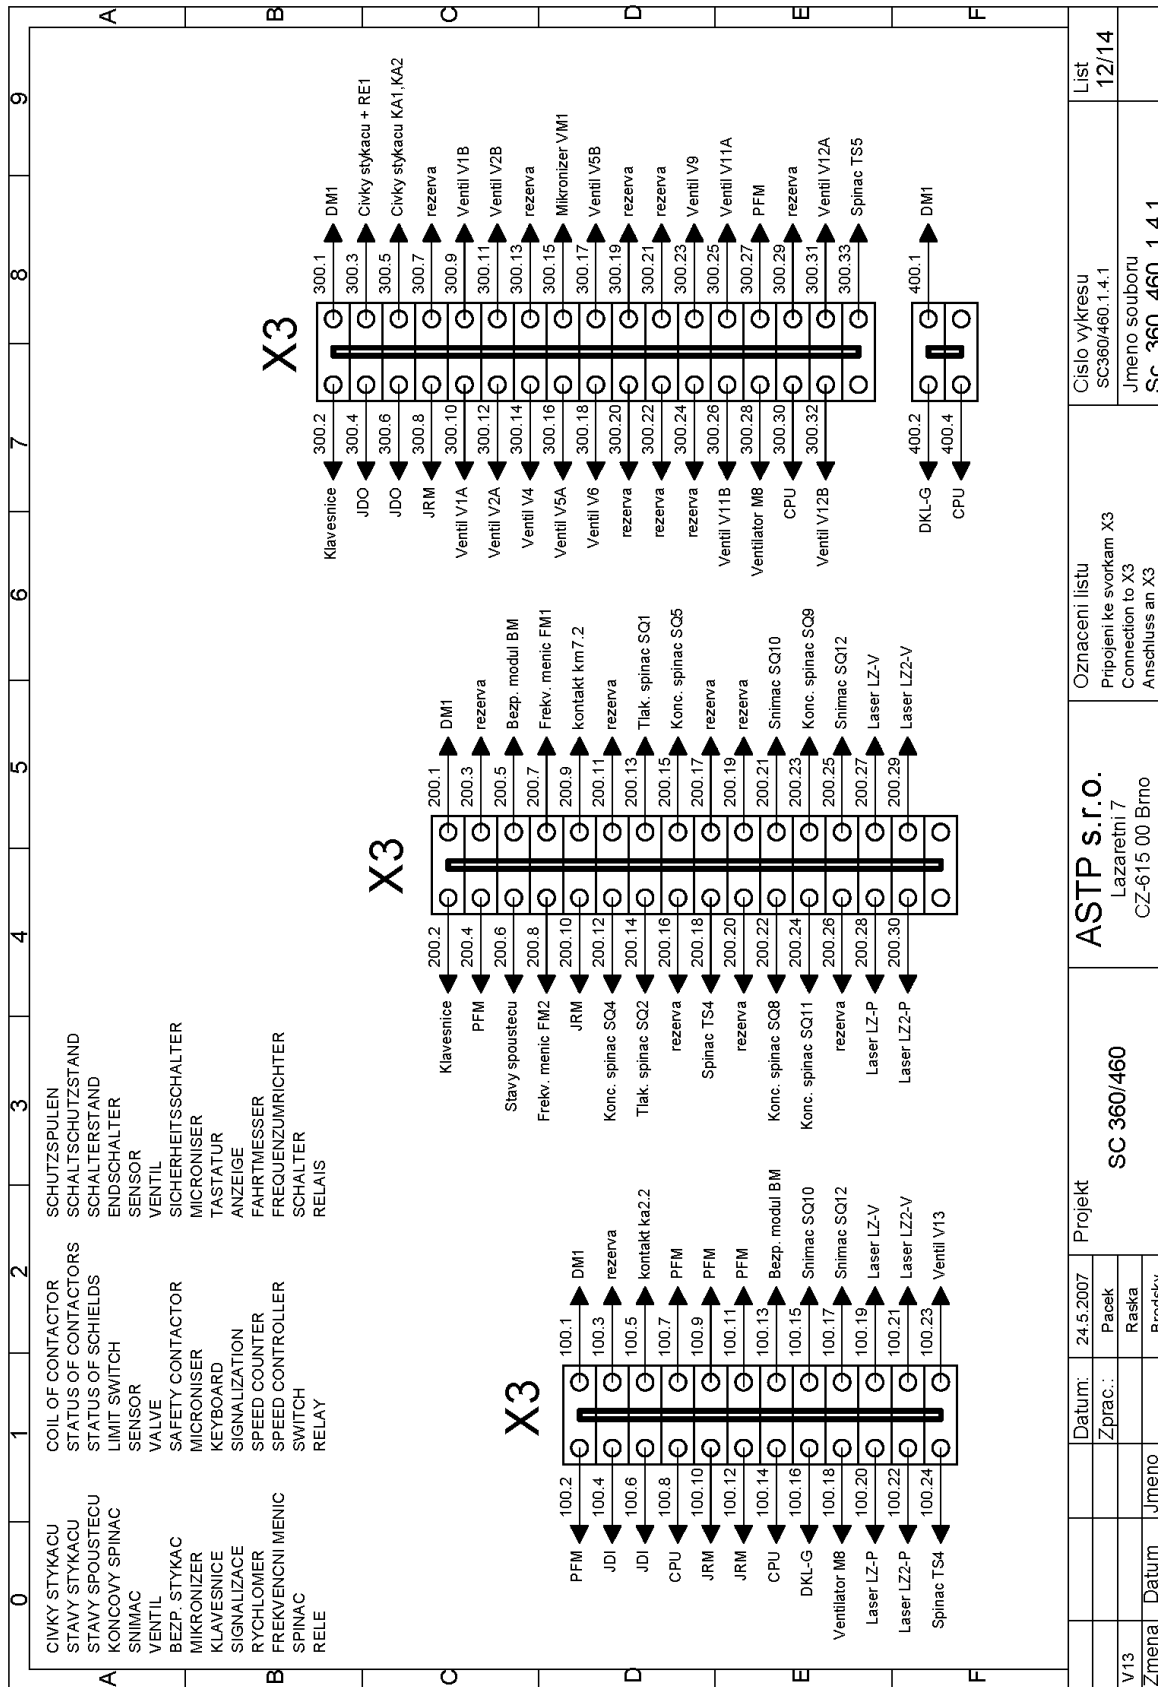 0 1 2 3 4 5 6 7 8 9
A
B
C
D
E
F
A
B
C
D
E
F
CIVKY STYKACU COIL OF CONTACTOR SCHUTZSPULEN
STAVY STYKACU STATUS OF CONTACTORS SCHALTSCHUTZSTAND
STAVY SPOUSTECU STATUS OF SCHIELDS SCHALTERSTAND
KONCOVY SPINAC LIMIT SWITCH ENDSCHALTER
SNIMAC SENSOR SENSOR
VENTIL VALVE VENTIL
BEZP. STYKAC SAFETY CONTACTOR SICHERHEITSSCHALTER
MIKRONIZER MICRONISER MICRONISER
KLAVESNICE KEYBOARD TASTATUR
SIGNALIZACE SIGNALIZATION ANZEIGE
RYCHLOMER SPEED COUNTER FAHRTMESSER
FREKVENCNI MENIC SPEED CONTROLLER FREQUENZUMRICHTER
SPINAC SWITCH SCHALTER
RELE RELAY RELAIS
X3
PFM 100.2 100.1 DM1
JDI 100.4 100.3 rezerva
JDI 100.6 100.5 kontakt ka2.2
CPU 100.8 100.7 PFM
JRM 100.10 100.9 PFM
JRM 100.12 100.11 PFM
CPU 100.14 100.13 Bezp. modul BM
DKL-G 100.16 100.15 Snimac SQ10
Ventilator M8 100.18 100.17 Snimac SQ12
Laser LZ-P 100.20 100.19 Laser LZ-V
Laser LZ2-P 100.22 100.21 Laser LZ2-V
Spinac TS4 100.24 100.23 Ventil V13
X3
Klavesnice 200.2 200.1 DM1
PFM 200.4 200.3 rezerva
Stavy spoustecu 200.6 200.5 Bezp. modul BM
Frekv. menic FM2 200.8 200.7 Frekv. menic FM1
JRM 200.10 200.9 kontakt km7.2
Konc. spinac SQ4 200.12 200.11 rezerva
Tlak. spinac SQ2 200.14 200.13 Tlak. spinac SQ1
rezerva 200.16 200.15 Konc. spinac SQ5
Spinac TS4 200.18 200.17 rezerva
rezerva 200.20 200.19 rezerva
Konc. spinac SQ8 200.22 200.21 Snimac SQ10
Konc. spinac SQ11 200.24 200.23 Konc. spinac SQ9
rezerva 200.26 200.25 Snimac SQ12
Laser LZ-P 200.28 200.27 Laser LZ-V
Laser LZ2-P 200.30 200.29 Laser LZ2-V
X3
Klavesnice 300.2 300.1 DM1
JDO 300.4 300.3 Civky stykacu + RE1
JDO 300.6 300.5 Civky stykacu KA1,KA2
JRM 300.8 300.7 rezerva
Ventil V1A 300.10 300.9 Ventil V1B
Ventil V2A 300.12 300.11 Ventil V2B
Ventil V4 300.14 300.13 rezerva
Ventil V5A 300.16 300.15 Mikronizer VM1
Ventil V6 300.18 300.17 Ventil V5B
rezerva 300.20 300.19 rezerva
rezerva 300.22 300.21 rezerva
rezerva 300.24 300.23 Ventil V9
Ventil V11B 300.26 300.25 Ventil V11A
Ventilator M8 300.28 300.27 PFM
CPU 300.30 300.29 rezerva
Ventil V12B 300.32 300.31 Ventil V12A
300.33 Spinac TS5
DKL-G 400.2 400.1 DM1
CPU 400.4
V13
Zmena Datum Jmeno
Datum: 24.5.2007
Zprac.: Pacek
Raska
Brodsky
Projekt
SC 360/460
ASTP s.r.o.
Lazaretni 7
CZ-615 00 Brno
Oznaceni listu
Pripojeni ke svorkam X3
Connection to X3
Anschluss an X3
Cislo vykresu
SC360/460.1.4.1
Jmeno souboru
Sc_360_460_1.4.1
List
12/14